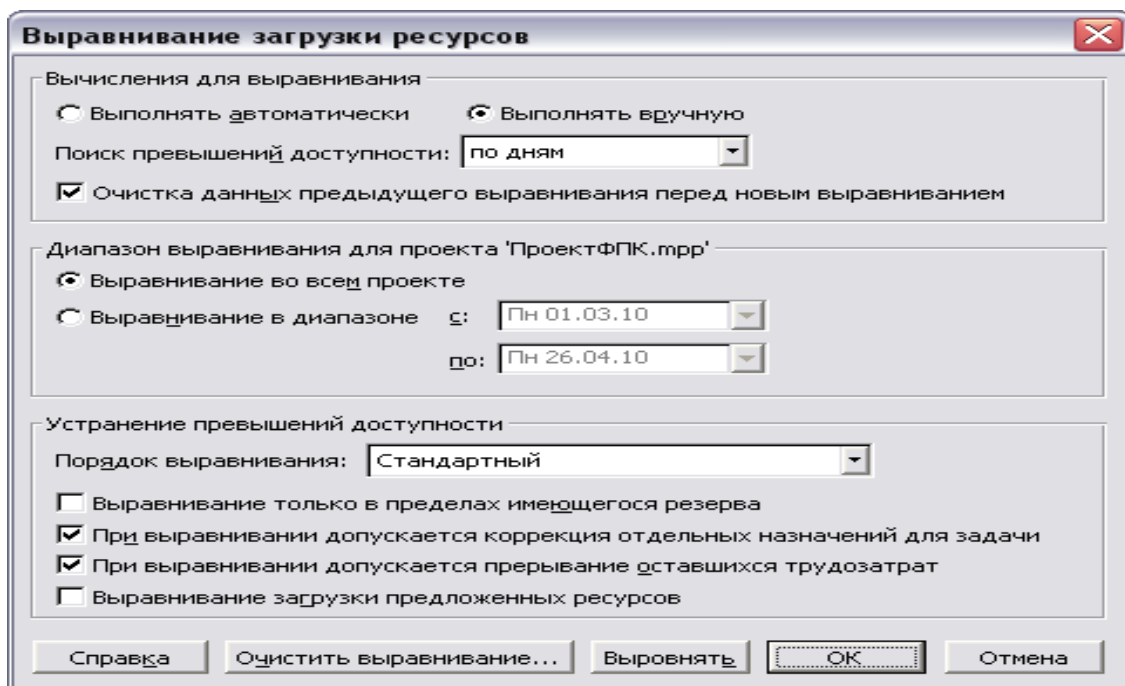 Выравнивание загрузки ресурсов
Вычисления для выравнивания
Выполнять автоматически Выполнять вручную
Поиск превышений доступности: по дням
Очистка данных предыдущего выравнивания перед новым выравниванием
Диапазон выравнивания для проекта 'ПроектФПК.mpp'
Выравнивание во всем проекте
Выравнивание в диапазоне с: Пн 01.03.10
по: Пн 26.04.10
Устранение превышений доступности
Порядок выравнивания: Стандартный
Выравнивание только в пределах имеющегося резерва
При выравнивании допускается коррекция отдельных назначений для задачи
При выравнивании допускается прерывание оставшихся трудозатрат
Выравнивание загрузки предложенных ресурсов
Справка Очистить выравнивание... Выровнять ОК Отмена